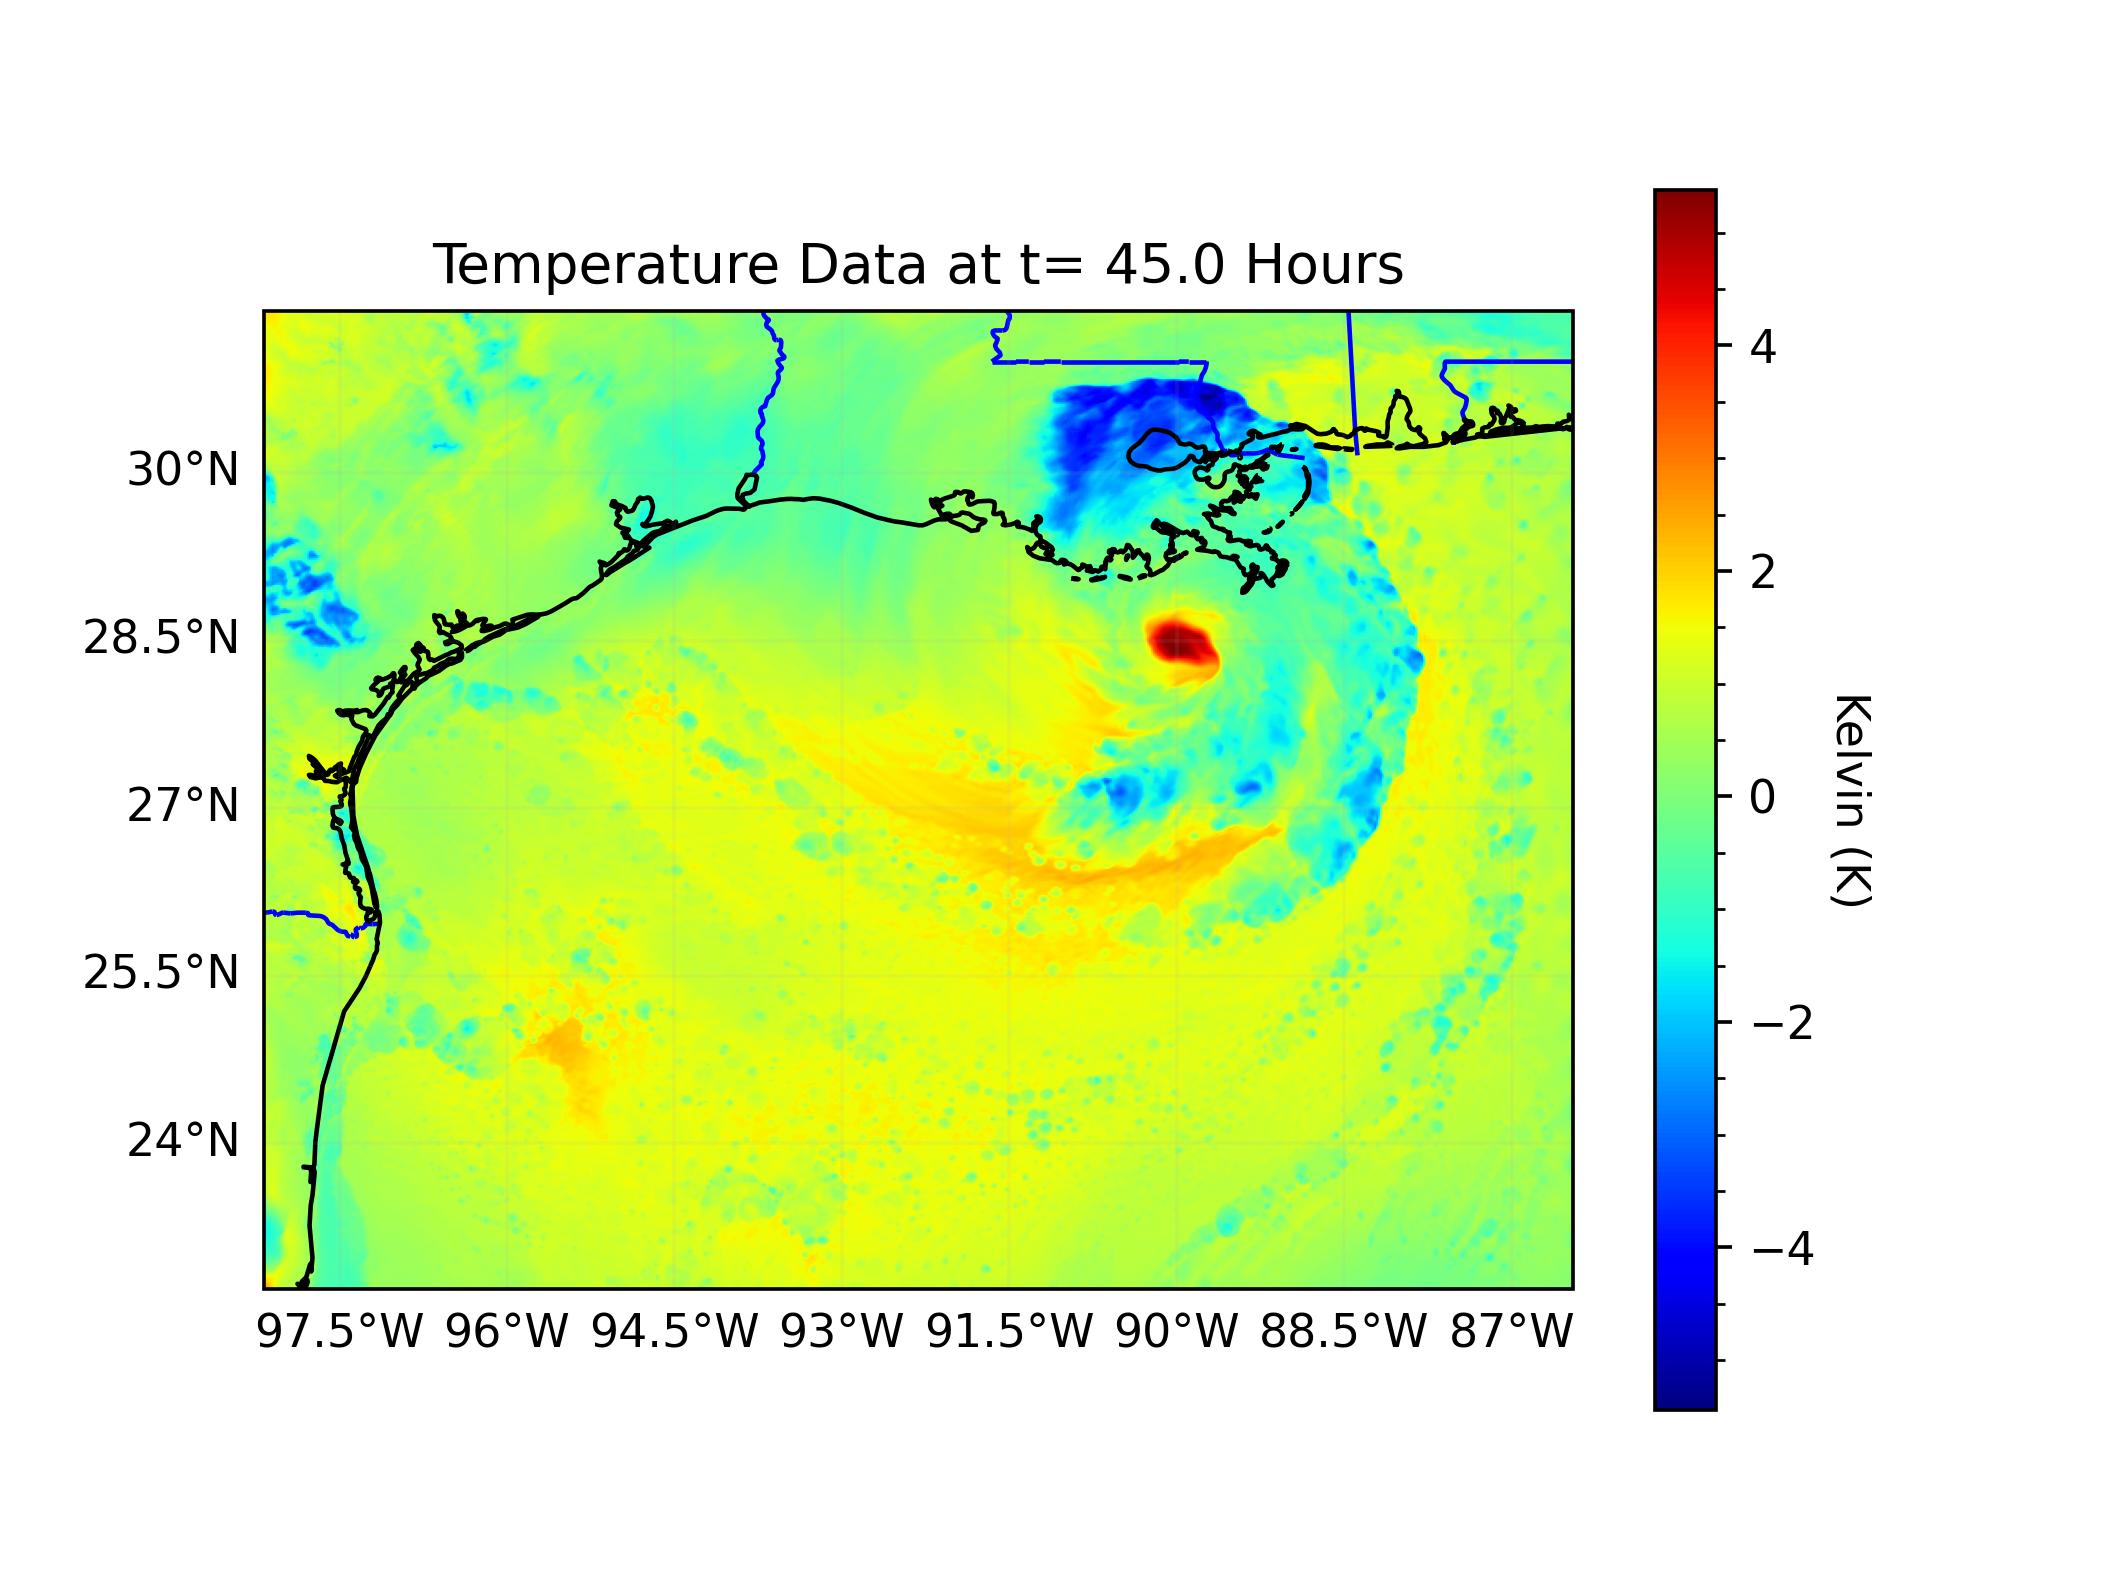 Temperature Data at t= 45.0 Hours
30°N
28.5°N
27°N
25.5°N
24°N
97.5°W 96°W 94.5°W 93°W 91.5°W 90°W 88.5°W 87°W
4
2
0
−2
−4
Kelvin (K)